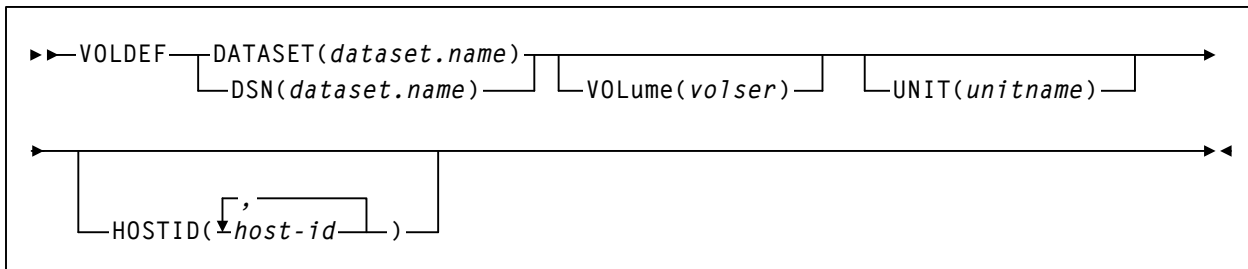 VOLDEF DATASET(dataset.name)
DSN(dataset.name) VOLume(volser) UNIT(unitname)
,
HOSTID(host-id)